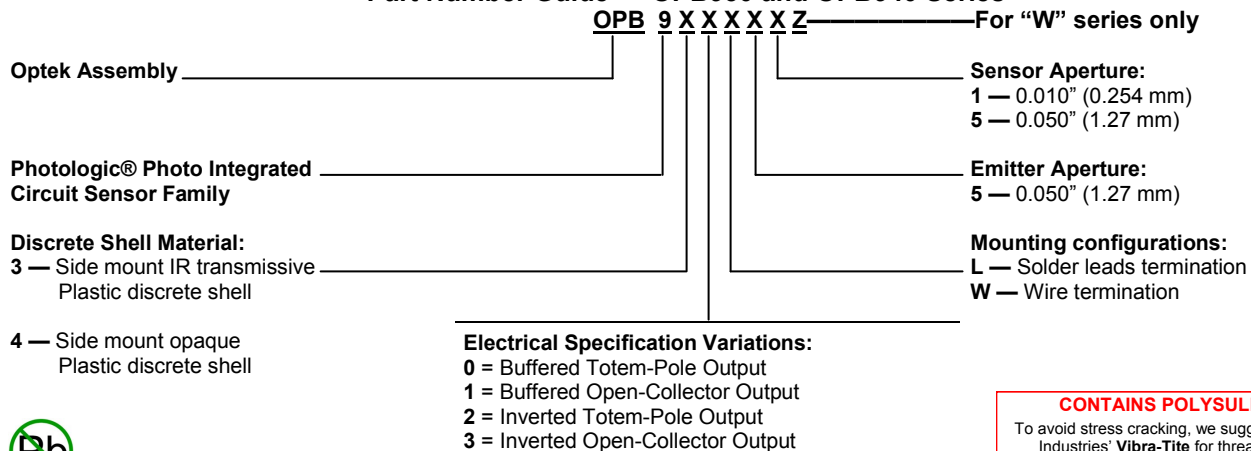 OPB 9 X X X X X Z For “W” series only
Optek Assembly
Sensor Aperture:
1 — 0.010” (0.254 mm)
5 — 0.050” (1.27 mm)
Photologic® Photo Integrated
Circuit Sensor Family
Emitter Aperture:
5 — 0.050” (1.27 mm)
Discrete Shell Material:
3 — Side mount IR transmissive
Plastic discrete shell
4 — Side mount opaque
Plastic discrete shell
Mounting configurations:
L — Solder leads termination
W — Wire termination
Electrical Specification Variations:
0 = Buffered Totem-Pole Output
1 = Buffered Open-Collector Output
2 = Inverted Totem-Pole Output
3 = Inverted Open-Collector Output
Pb
CONTAINS POLYSUL
To avoid stress cracking, we sugg
Industries’ Vibra-Tite for threa